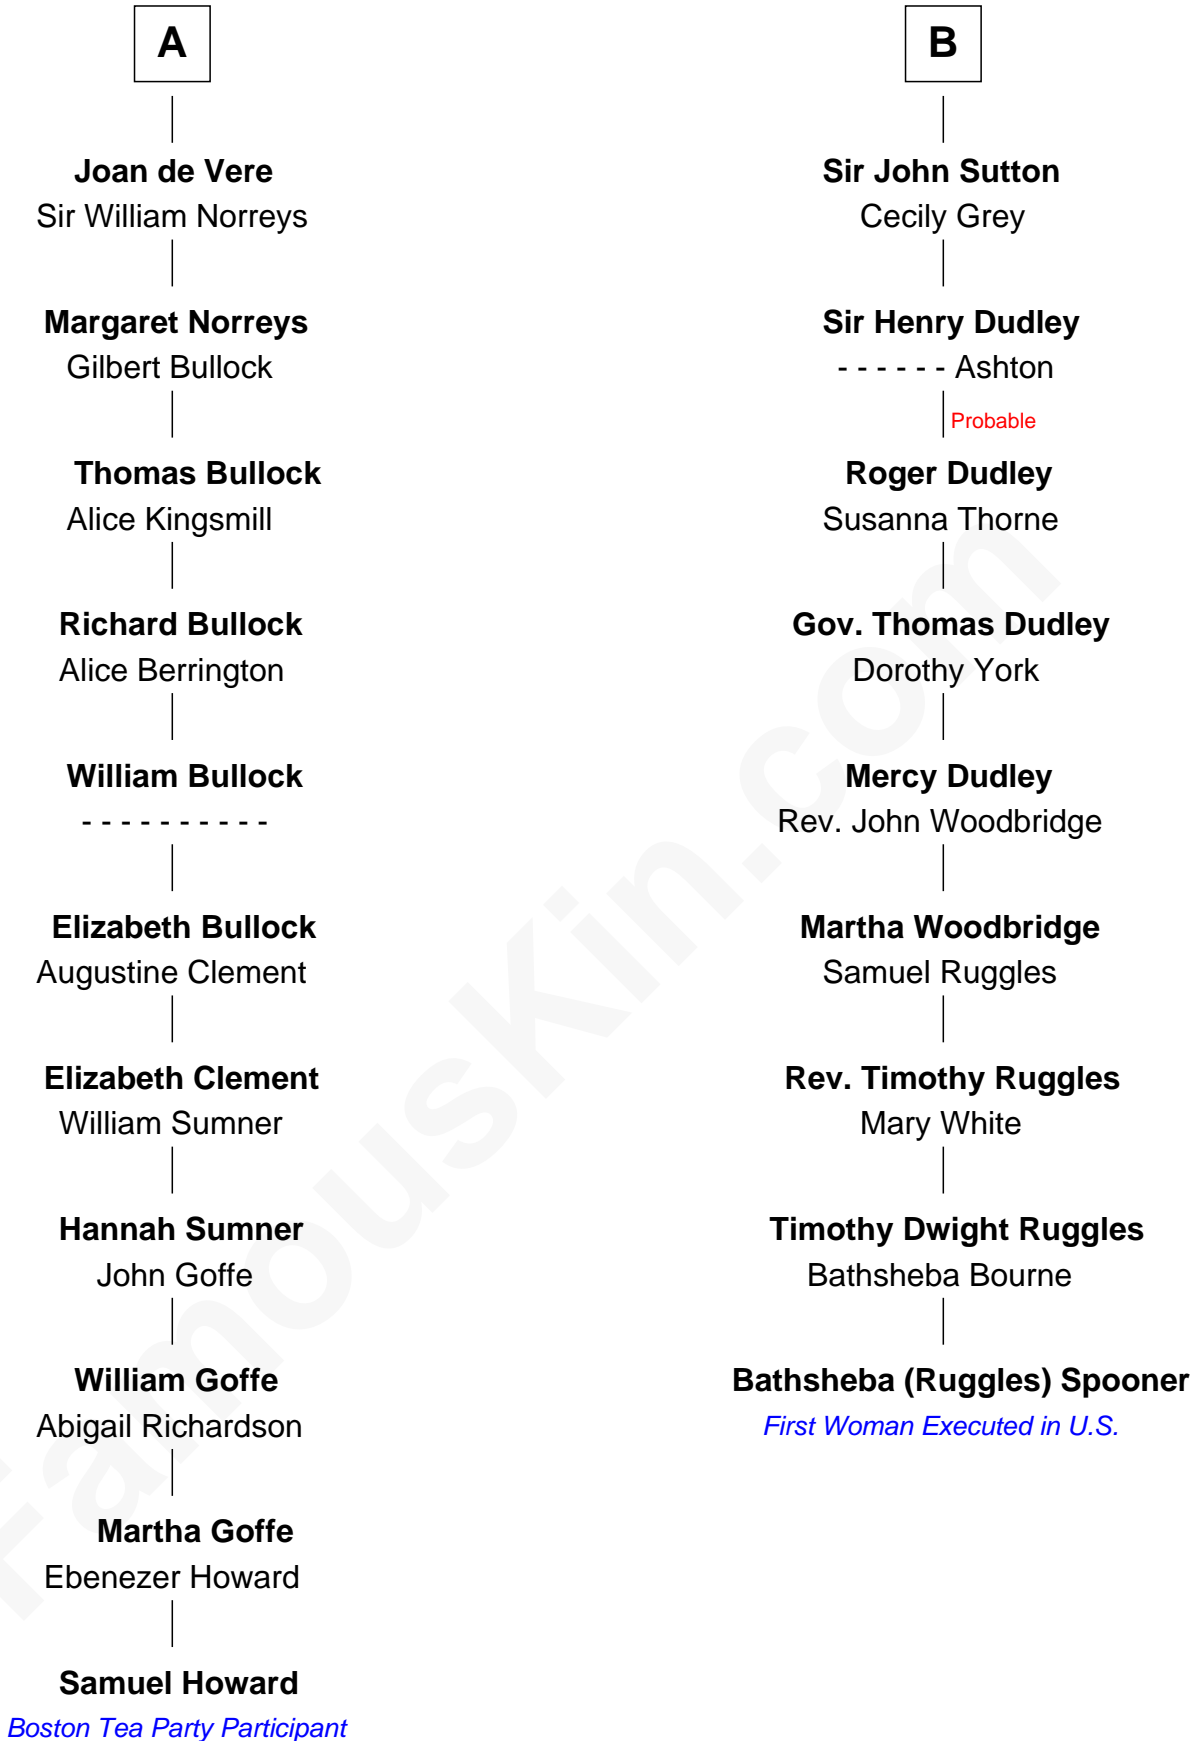 A
Joan de Vere
Sir William Norreys
Margaret Norreys
Gilbert Bullock
Thomas Bullock
Alice Kingsmill
Richard Bullock
Alice Berrington
William Bullock
- - - - - - - - - -
Elizabeth Bullock
Augustine Clement
Elizabeth Clement
William Sumner
Hannah Sumner
John Goffe
William Goffe
Abigail Richardson
Martha Goffe
Ebenezer Howard
Samuel Howard
Boston Tea Party Participant
B
Sir John Sutton
Cecily Grey
Sir Henry Dudley
- - - - - - Ashton
Probable
Roger Dudley
Susanna Thorne
Gov. Thomas Dudley
Dorothy York
Mercy Dudley
Rev. John Woodbridge
Martha Woodbridge
Samuel Ruggles
Rev. Timothy Ruggles
Mary White
Timothy Dwight Ruggles
Bathsheba Bourne
Bathsheba (Ruggles) Spooner
First Woman Executed in U.S.
FamousKin.com